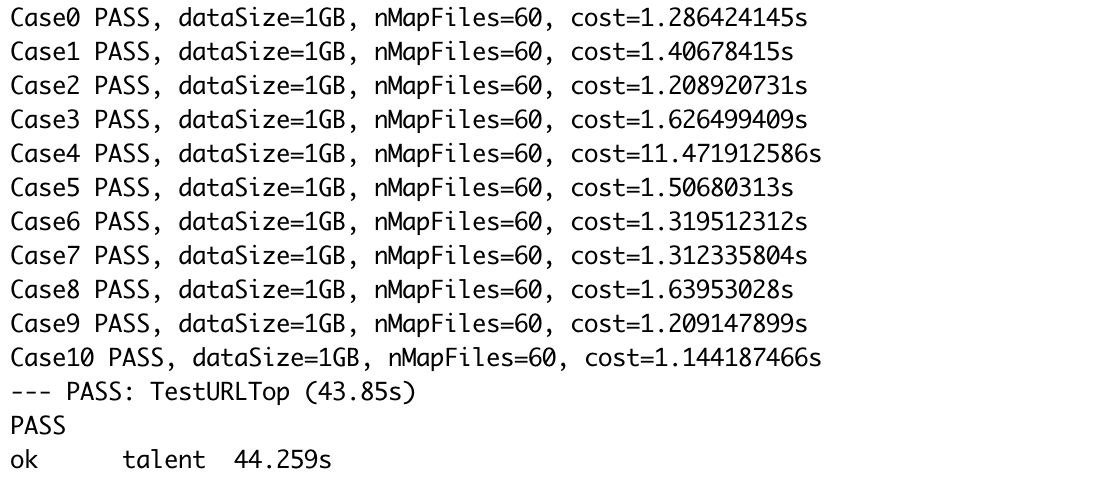 Case0 PASS, dataSize=1GB, nMapFiles=60, cost=1.286424145s
Case1 PASS, dataSize=1GB, nMapFiles=60, cost=1.40678415s
Case2 PASS, dataSize=1GB, nMapFiles=60, cost=1.208920731s
Case3 PASS, dataSize=1GB, nMapFiles=60, cost=1.626499409s
Case4 PASS, dataSize=1GB, nMapFiles=60, cost=11.471912586s
Case5 PASS, dataSize=1GB, nMapFiles=60, cost=1.50680313s
Case6 PASS, dataSize=1GB, nMapFiles=60, cost=1.319512312s
Case7 PASS, dataSize=1GB, nMapFiles=60, cost=1.312335804s
Case8 PASS, dataSize=1GB, nMapFiles=60, cost=1.63953028s
Case9 PASS, dataSize=1GB, nMapFiles=60, cost=1.209147899s
Case10 PASS, dataSize=1GB, nMapFiles=60, cost=1.144187466s
--- PASS: TestURLTop (43.85s)
PASS
ok      talent  44.259s